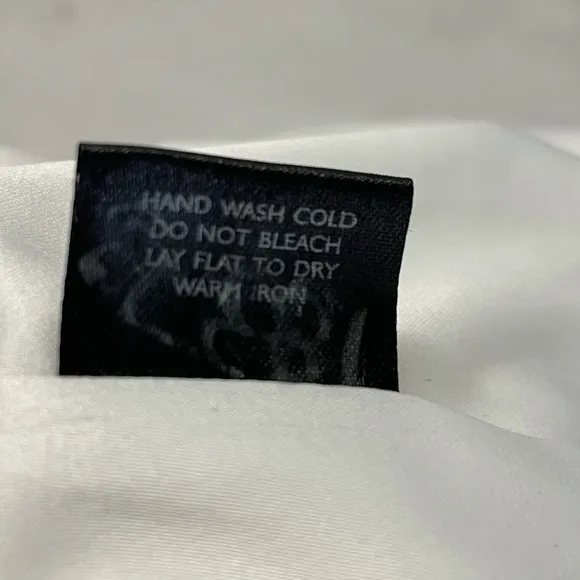 HAND WASH COLD
DO NOT BLEACH
LAY FLAT TO DRY
WARM IRON